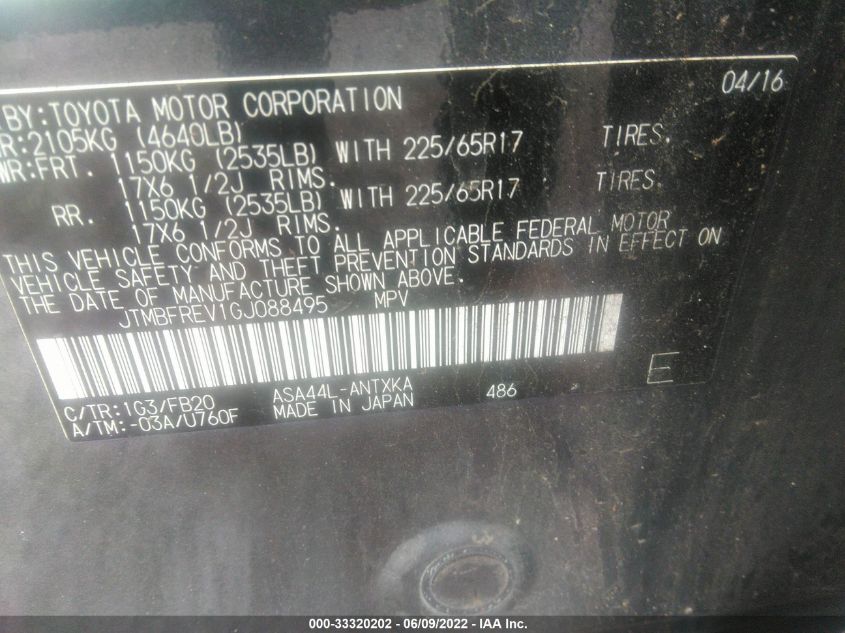 04/16
BY:TOYOTA MOTOR CORPORATION
R:2105KG (4640LB)
WR:FRT. 1150KG (2535LB) WITH 225/65R17 TIRES.
17X6 1/2J RIMS.
RR. 1150KG (2535LB) WITH 225/65R17 TIRES.
17X6 1/2J RIMS.
THIS VEHICLE CONFORMS TO ALL APPLICABLE FEDERAL MOTOR
VEHICLE SAFETY AND THEFT PREVENTION STANDARDS IN EFFECT ON
THE DATE OF MANUFACTURE SHOWN ABOVE.
JTMBFREV1GJ088495 MPV
E
C/TR:1G3/FB20 ASA44L-ANTXKA 486
A/TM:-03A/U760F MADE IN JAPAN
000-33320202 - 06/09/2022 - IAA Inc.